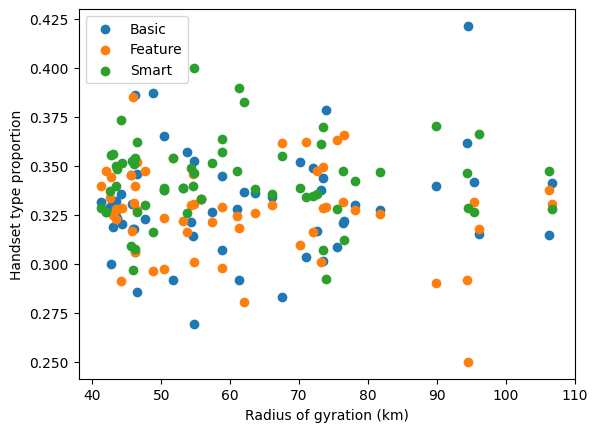 Basic
Feature
Smart
0.425
0.400
0.375
0.350
0.325
0.300
0.275
0.250
Handset type proportion
40 50 60 70 80 90 100 110
Radius of gyration (km)